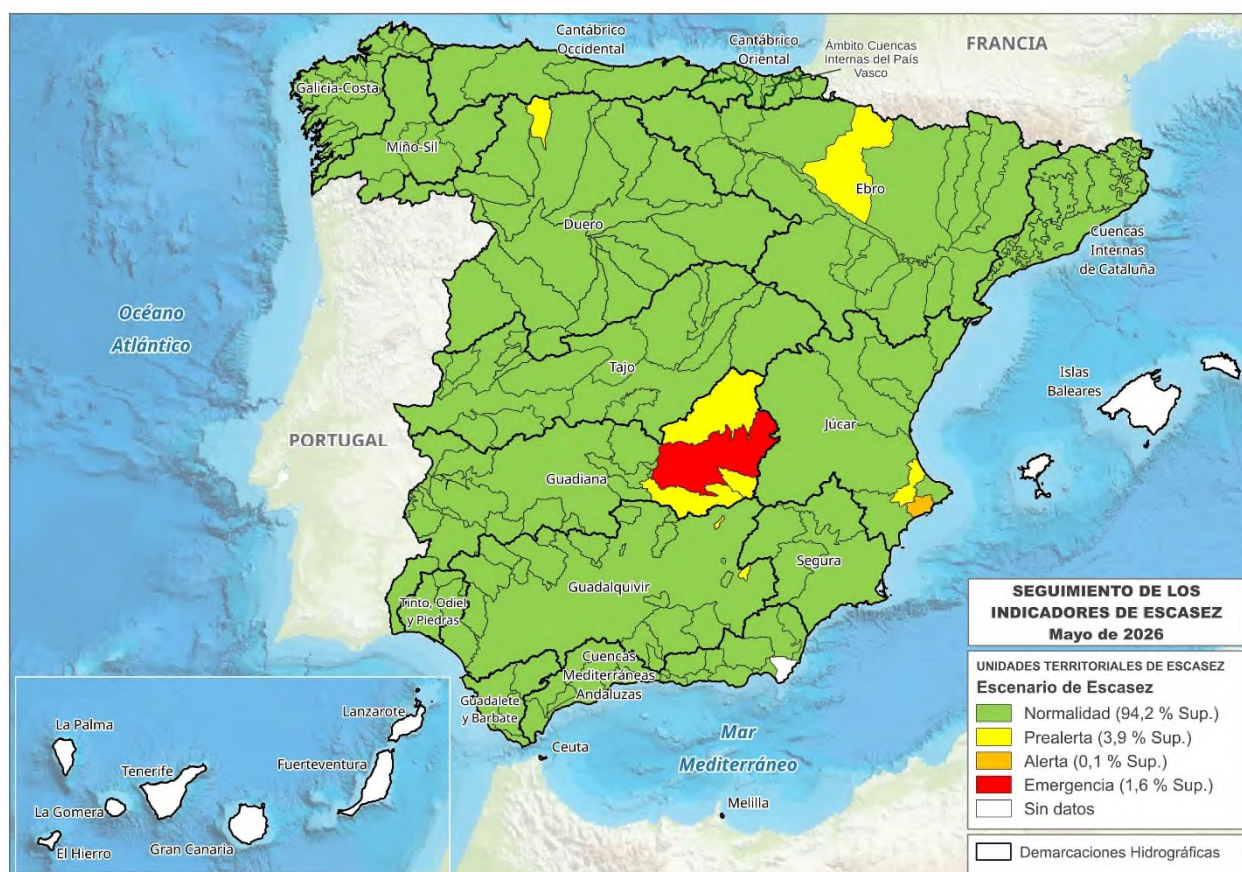 Cantábrico
Occidental
Cantábrico
Oriental
Ámbito Cuencas
Internas del País
Vasco
FRANCIA
Galicia-Costa
Miño-Sil
Ebro
Duero
Cuencas
Internas
de Cataluña
Océano
Atlántico
Tajo
Islas
Baleares
PORTUGAL
Júcar
Guadiana
Segura
Guadalquivir
Tinto, Odiel
y Piedras
Cuencas
Mediterráneas
Andaluzas
Guadalete
y Barbate
Ceuta
Mar
Mediterráneo
Melilla
La Palma
Lanzarote
Tenerife
Fuerteventura
La Gomera
El Hierro
Gran Canaria
SEGUIMIENTO DE LOS
INDICADORES DE ESCASEZ
Mayo de 2026
UNIDADES TERRITORIALES DE ESCASEZ
Escenario de Escasez
Normalidad (94,2 % Sup.)
Prealerta (3,9 % Sup.)
Alerta (0,1 % Sup.)
Emergencia (1,6 % Sup.)
Sin datos
Demarcaciones Hidrográficas